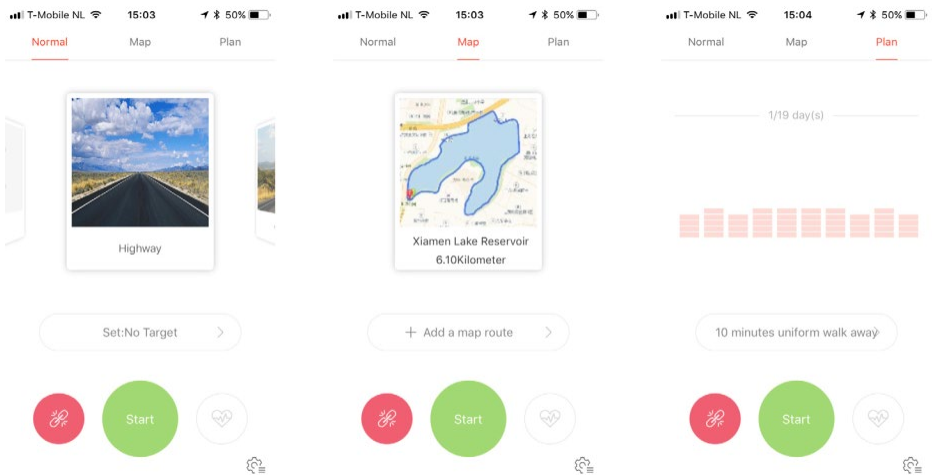 T-Mobile NL 15:03 50%
Normal Map Plan
Highway
Set:No Target
Start
T-Mobile NL 15:03 50%
Normal Map Plan
Xiamen Lake Reservoir
6.10Kilometer
+ Add a map route
Start
T-Mobile NL 15:04 50%
Normal Map Plan
1/19 day(s)
10 minutes uniform walk away
Start